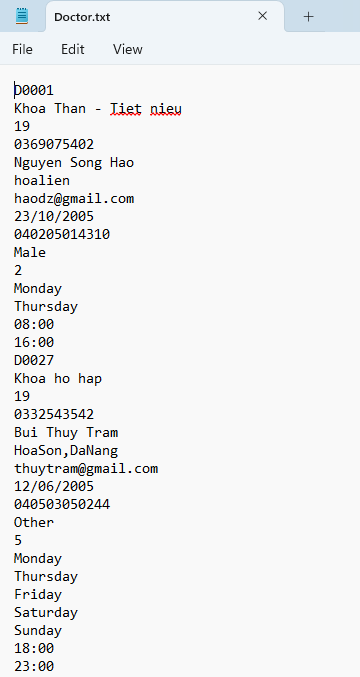 Doctor.txt
File Edit View
D0001
Khoa Than - Tiet nieu
19
0369075402
Nguyen Song Hao
hoalien
haodz@gmail.com
23/10/2005
040205014310
Male
2
Monday
Thursday
08:00
16:00
D0027
Khoa ho hap
19
0332543542
Bui Thuy Tram
HoaSon,DaNang
thuytram@gmail.com
12/06/2005
040503050244
Other
5
Monday
Thursday
Friday
Saturday
Sunday
18:00
23:00